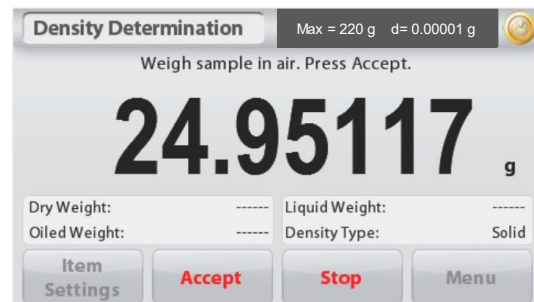 Density Determination Max = 220 g d= 0.00001 g
Weigh sample in air. Press Accept.
24.95117 g
Dry Weight: ------ Liquid Weight: ------
Oiled Weight: ------ Density Type: Solid
Item Settings Accept Stop Menu